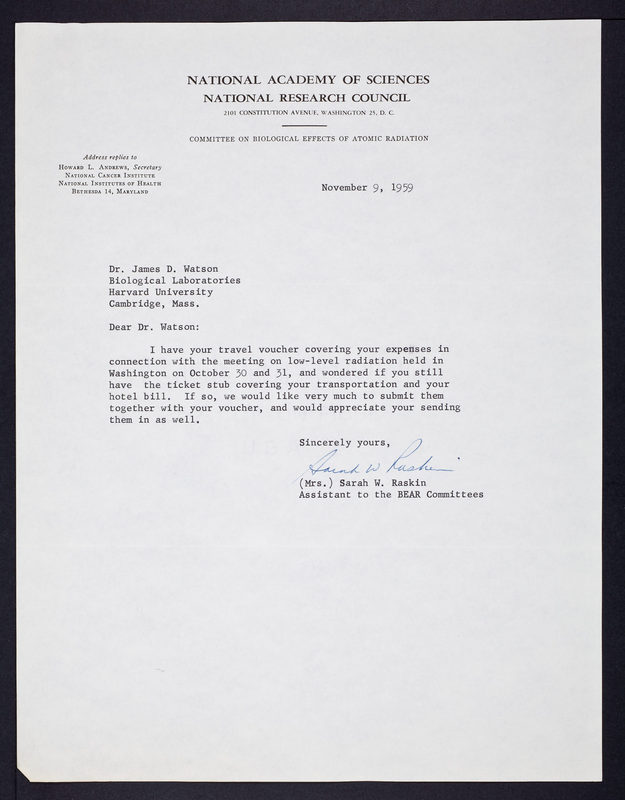 NATIONAL ACADEMY OF SCIENCES
NATIONAL RESEARCH COUNCIL
2101 CONSTITUTION AVENUE, WASHINGTON 25, D. C.
COMMITTEE ON BIOLOGICAL EFFECTS OF ATOMIC RADIATION
Address replies to
HOWARD L. ANDREWS, Secretary
NATIONAL CANCER INSTITUTE
NATIONAL INSTITUTES OF HEALTH
BETHESDA 14, MARYLAND
November 9, 1959
Dr. James D. Watson
Biological Laboratories
Harvard University
Cambridge, Mass.
Dear Dr. Watson:
I have your travel voucher covering your expenses in
connection with the meeting on low-level radiation held in
Washington on October 30 and 31, and wondered if you still
have the ticket stub covering your transportation and your
hotel bill. If so, we would like very much to submit them
together with your voucher, and would appreciate your sending
them in as well.
Sincerely yours,
Sarah W Raskin
(Mrs.) Sarah W. Raskin
Assistant to the BEAR Committees